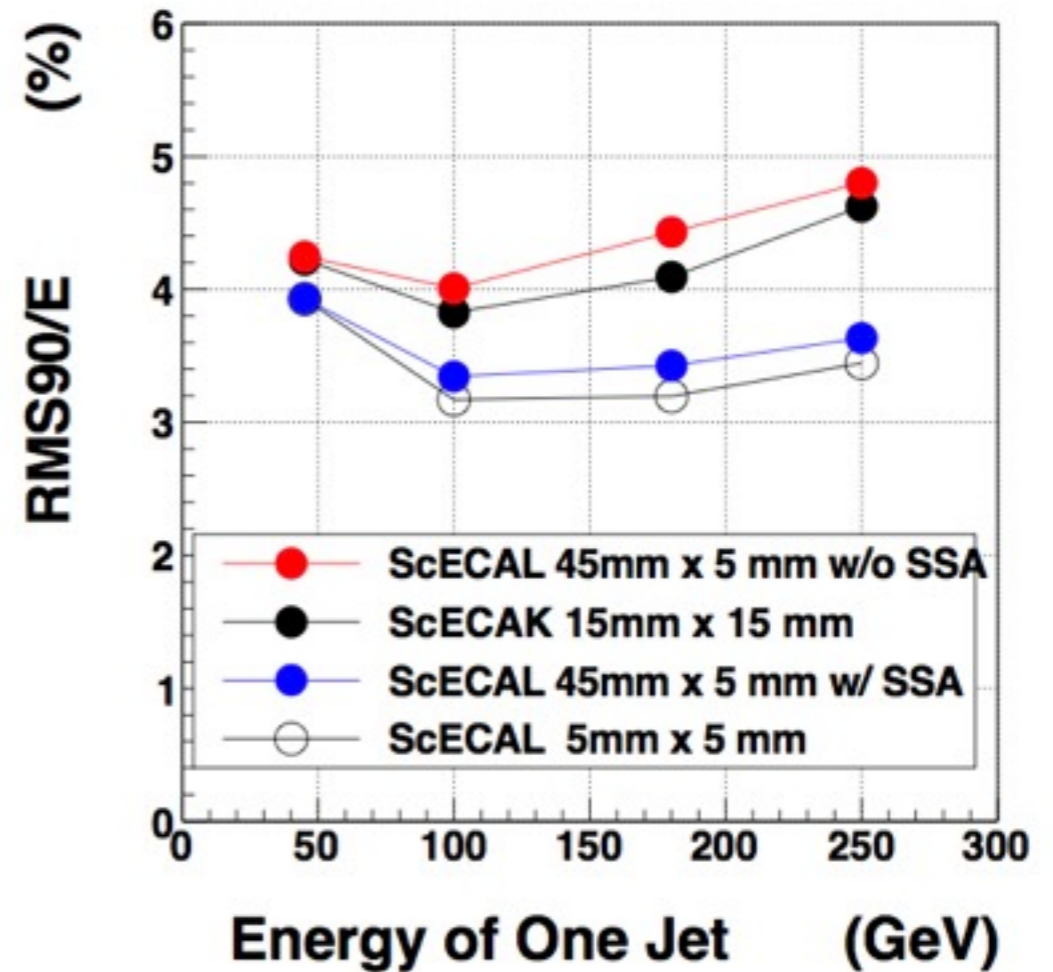 RMS90/E (%)
6
5
4
3
2
1
0
ScECAL 45mm x 5 mm w/o SSA
ScECAK 15mm x 15 mm
ScECAL 45mm x 5 mm w/ SSA
ScECAL 5mm x 5 mm
0 50 100 150 200 250 300
Energy of One Jet (GeV)